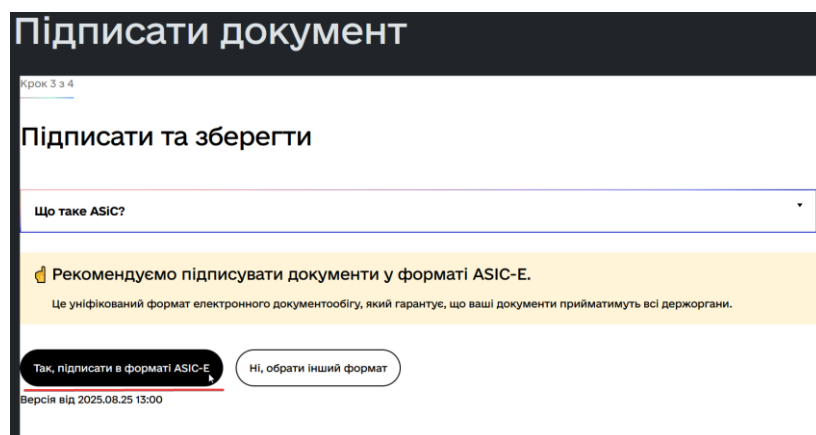 Підписати документ
Крок 3 з 4
Підписати та зберегти
Що таке ASiC?
☝ Рекомендуємо підписувати документи у форматі ASIC-E.
Це уніфікований формат електронного документообігу, який гарантує, що ваші документи прийматимуть всі держоргани.
Так, підписати в форматі ASIC-E
Ні, обрати інший формат
Версія від 2025.08.25 13:00